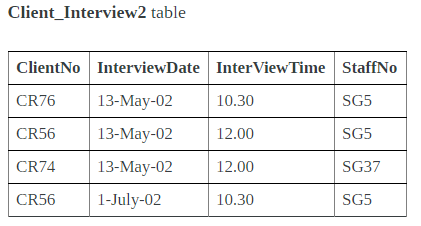 Client_Interview2 table
ClientNo InterviewDate InterViewTime StaffNo
CR76 13-May-02 10.30 SG5
CR56 13-May-02 12.00 SG5
CR74 13-May-02 12.00 SG37
CR56 1-July-02 10.30 SG5